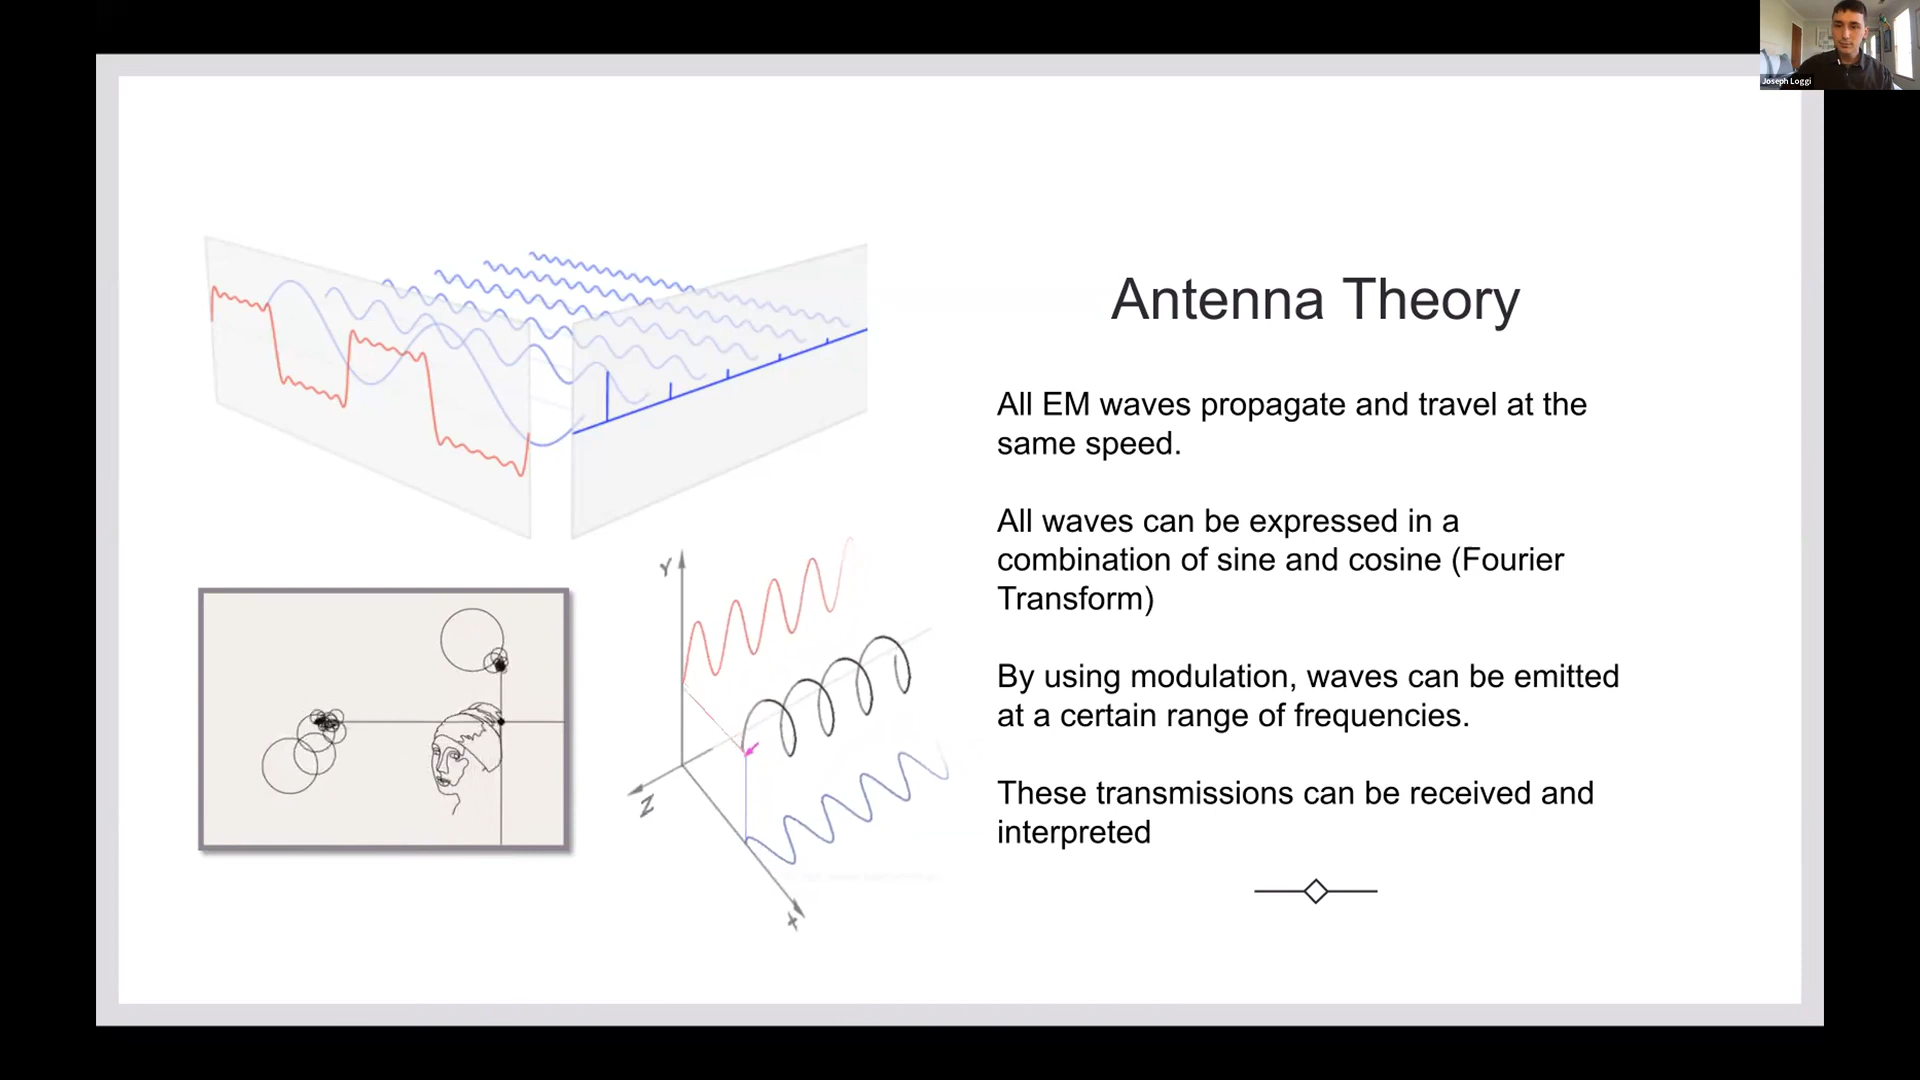 Joseph Loggi
Antenna Theory
All EM waves propagate and travel at the
same speed.
All waves can be expressed in a
combination of sine and cosine (Fourier
Transform)
By using modulation, waves can be emitted
at a certain range of frequencies.
These transmissions can be received and
interpreted
Y
Z
X